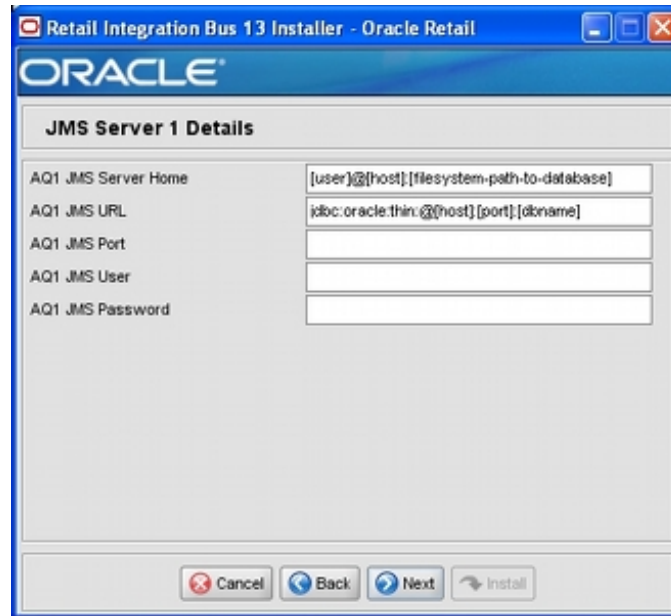 Retail Integration Bus 13 Installer - Oracle Retail
ORACLE
JMS Server 1 Details
AQ1 JMS Server Home [user]@[host]:[filesystem-path-to-database]
AQ1 JMS URL jdbc:oracle:thin:@[host]:[port]:[dbname]
AQ1 JMS Port
AQ1 JMS User
AQ1 JMS Password
Cancel Back Next Install